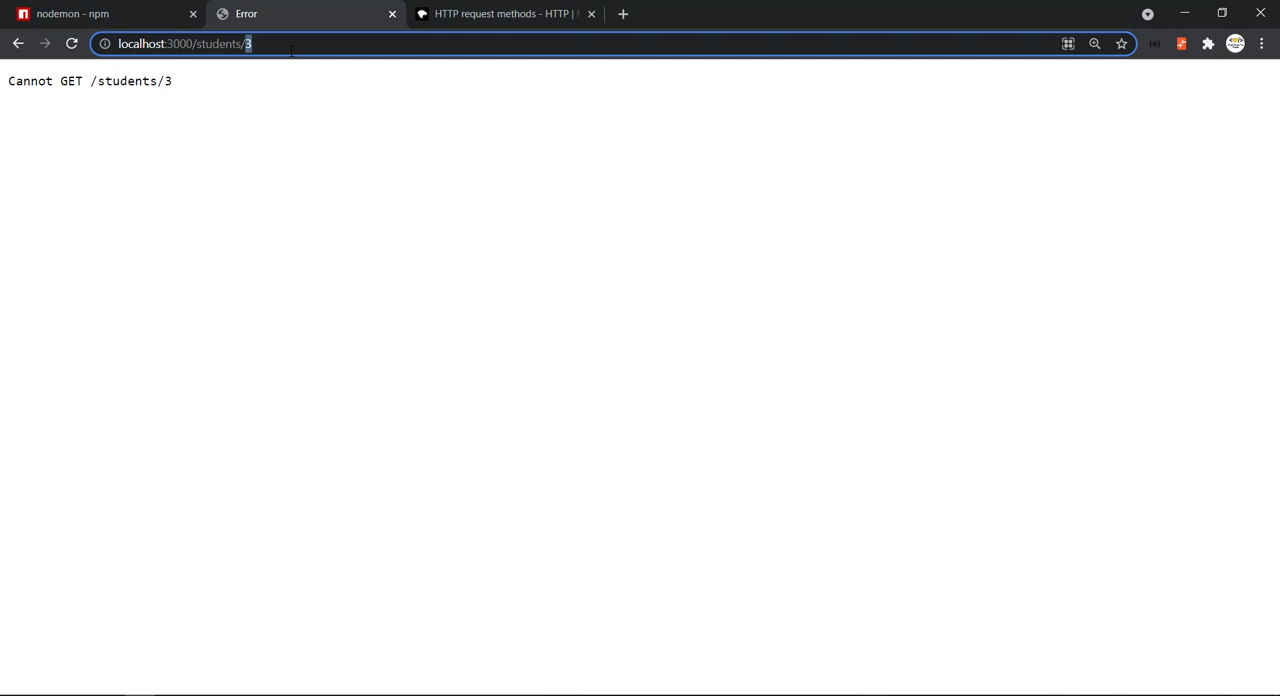 nodemon - npm
Error
HTTP request methods - HTTP |
localhost:3000/students/3
Cannot GET /students/3